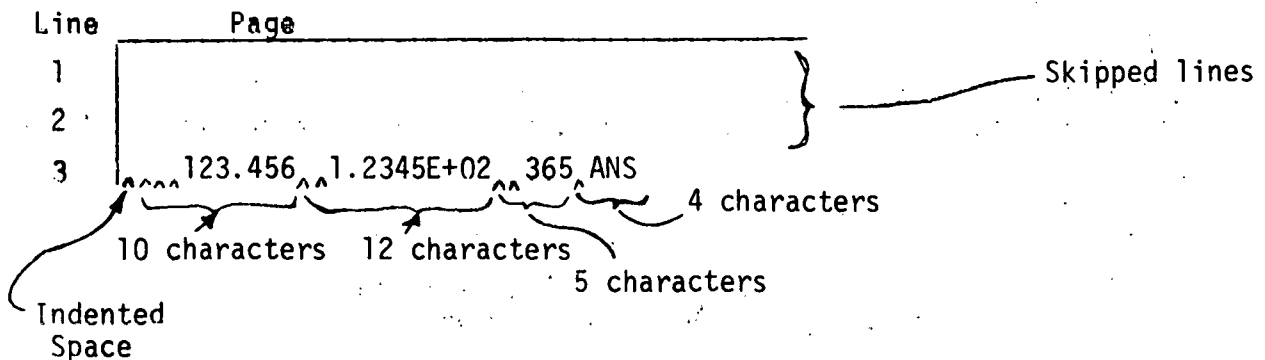 Line Page
1
Skipped lines
2
3 ^^^^123.456^^1.2345E+02^^365^ANS
4 characters
10 characters 12 characters
5 characters
Indented
Space